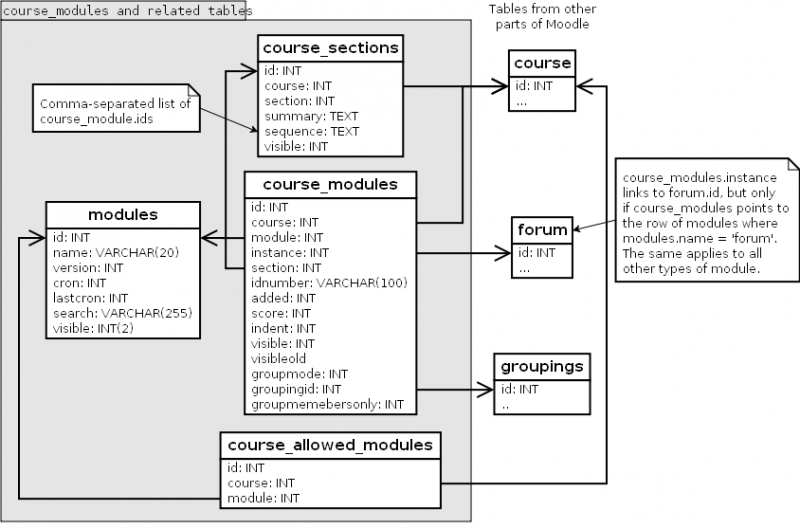 course_modules and related tables
Tables from other
parts of Moodle
course_sections
id: INT
course: INT
section: INT
summary: TEXT
sequence: TEXT
visible: INT
course
id: INT
...
Comma-separated list of
course_module.ids
course_modules
id: INT
course: INT
module: INT
instance: INT
section: INT
idnumber: VARCHAR(100)
added: INT
score: INT
indent: INT
visible: INT
visibleold
groupmode: INT
groupingid: INT
groupmemebersonly: INT
modules
id: INT
name: VARCHAR(20)
version: INT
cron: INT
lastcron: INT
search: VARCHAR(255)
visible: INT(2)
forum
id: INT
...
course_modules.instance
links to forum.id, but only
if course_modules points to
the row of modules where
modules.name = 'forum'.
The same applies to all
other types of module.
groupings
id: INT
..
course_allowed_modules
id: INT
course: INT
module: INT